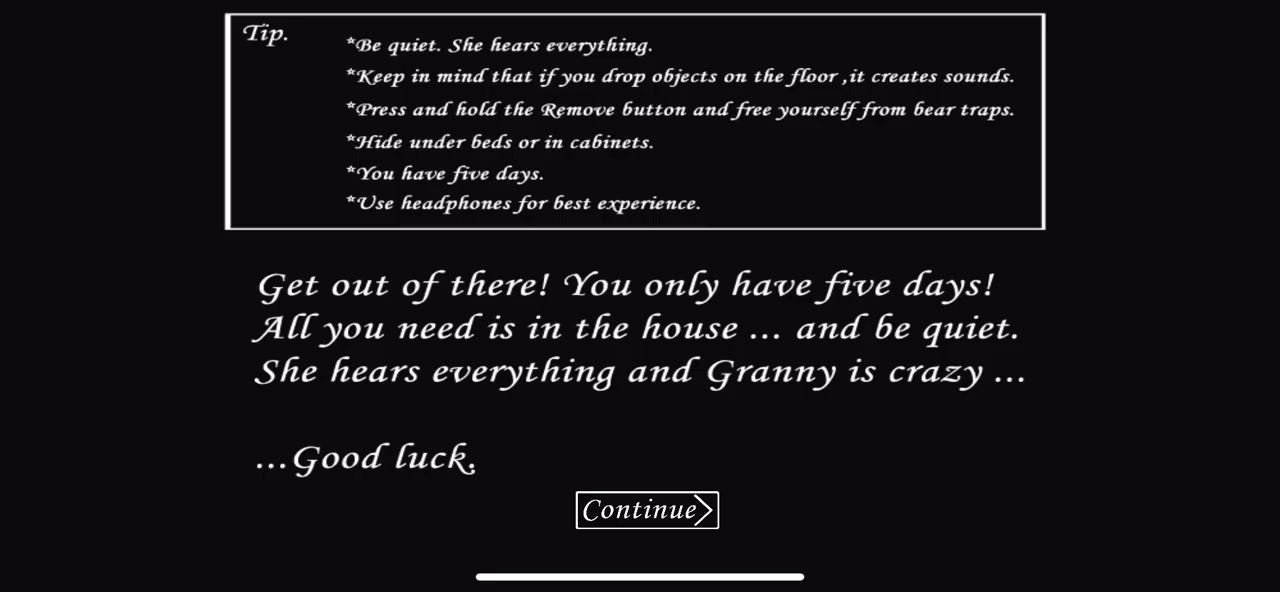 Tip.
*Be quiet. She hears everything.
*Keep in mind that if you drop objects on the floor ,it creates sounds.
*Press and hold the Remove button and free yourself from bear traps.
*Hide under beds or in cabinets.
*You have five days.
*Use headphones for best experience.
Get out of there! You only have five days!
All you need is in the house ... and be quiet.
She hears everything and Granny is crazy ...
...Good luck.
Continue